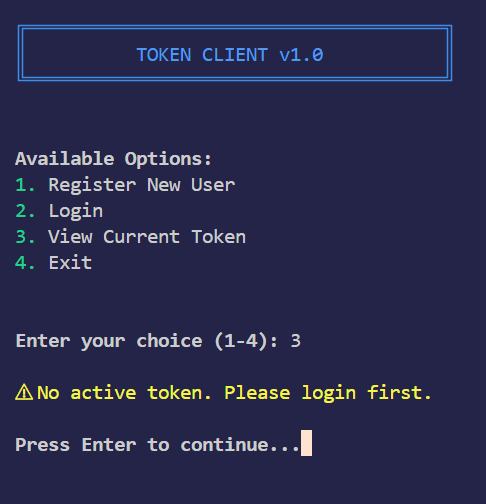 TOKEN CLIENT v1.0
Available Options:
1. Register New User
2. Login
3. View Current Token
4. Exit
Enter your choice (1-4): 3
⚠No active token. Please login first.
Press Enter to continue...